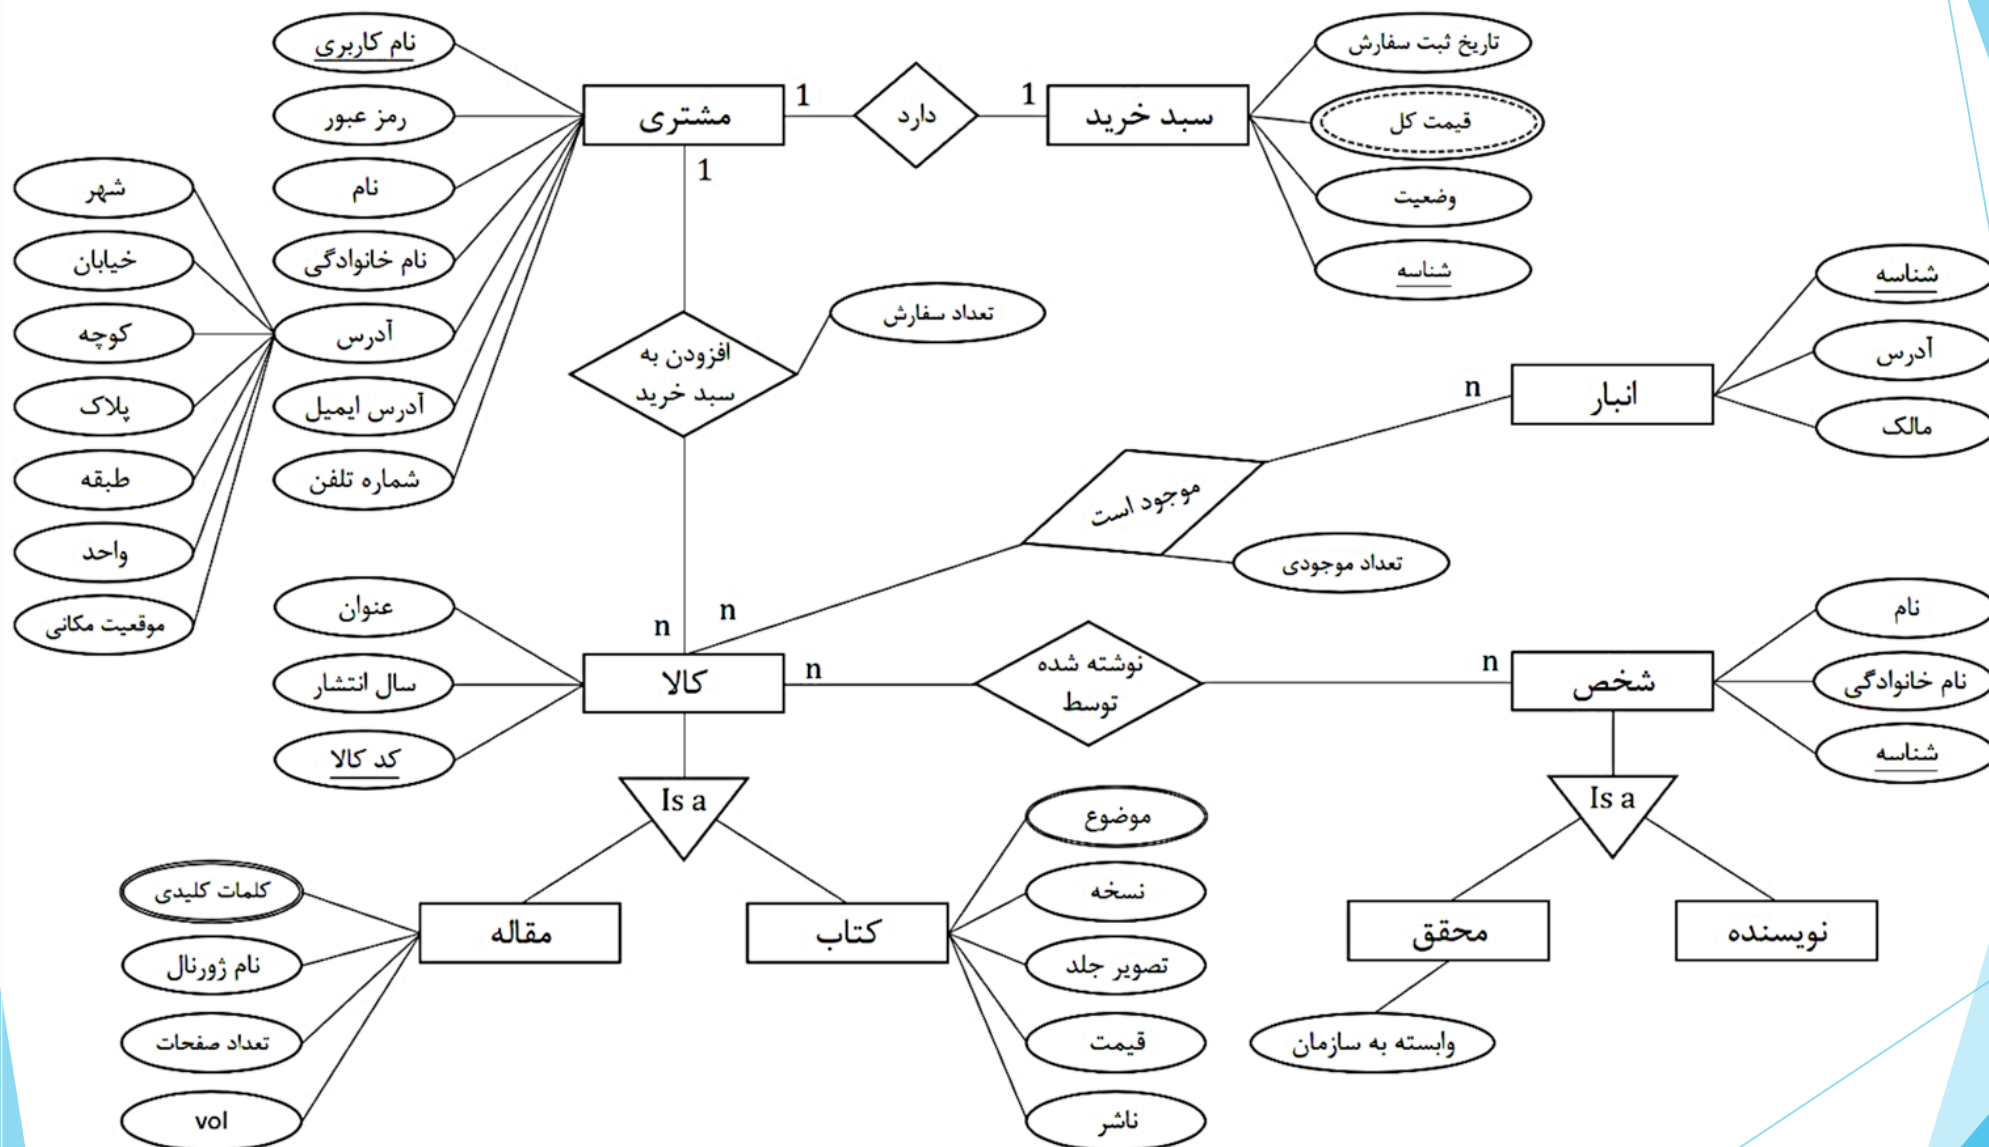 نام کاربری
رمز عبور
نام
نام خانوادگی
آدرس
آدرس ایمیل
شماره تلفن
شهر
خیابان
کوچه
پلاک
طبقه
واحد
موقعیت مکانی
مشتری
1
دارد
1
سبد خرید
تاریخ ثبت سفارش
قیمت کل
وضعیت
شناسه
1
افزودن به
سبد خرید
تعداد سفارش
n
n
موجود است
تعداد موجودی
n
انبار
شناسه
آدرس
مالک
عنوان
سال انتشار
کد کالا
کالا
n
نوشته شده
توسط
n
شخص
نام
نام خانوادگی
شناسه
Is a
Is a
کلمات کلیدی
نام ژورنال
تعداد صفحات
vol
مقاله
کتاب
موضوع
نسخه
تصویر جلد
قیمت
ناشر
محقق
نویسنده
وابسته به سازمان